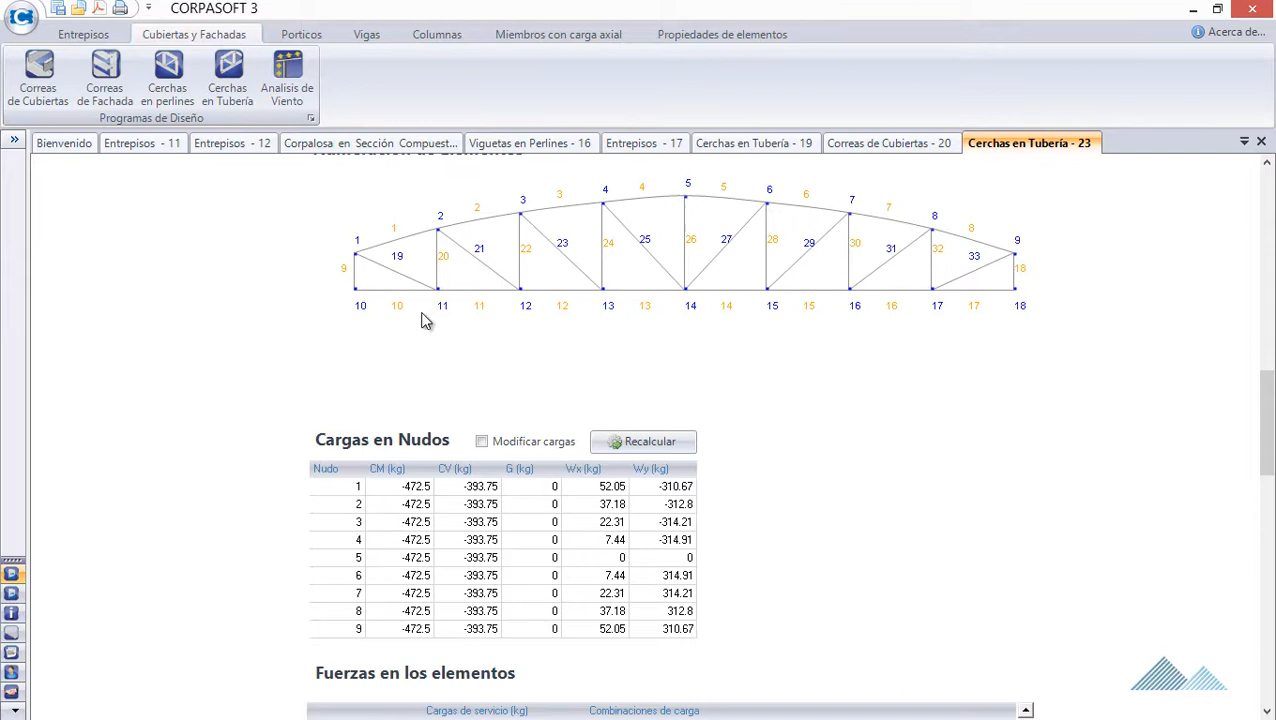 CORPASOFT 3
Entrepisos Cubiertas y Fachadas Porticos Vigas Columnas Miembros con carga axial Propiedades de elementos Acerca de...
Correas de Cubiertas
Correas de Fachada
Cerchas en perlines
Cerchas en Tubería
Analisis de Viento
Programas de Diseño
Bienvenido Entrepisos - 11 Entrepisos - 12 Corpalosa en Sección Compuest... Viguetas en Perlines - 16 Entrepisos - 17 Cerchas en Tubería - 19 Correas de Cubiertas - 20 Cerchas en Tubería - 23
5
4 4 5 6
3 3 6 7
2 2 7 8
1 1 8 9
9 19 20 21 22 23 24 25 26 27 28 29 30 31 32 33 18
10 10 11 11 12 12 13 13 14 14 15 15 16 16 17 17 18
Cargas en Nudos Modificar cargas Recalcular
Nudo CM (kg) CV (kg) G (kg) Wx (kg) Wy (kg)
1 -472.5 -393.75 0 52.05 -310.67
2 -472.5 -393.75 0 37.18 -312.8
3 -472.5 -393.75 0 22.31 -314.21
4 -472.5 -393.75 0 7.44 -314.91
5 -472.5 -393.75 0 0 0
6 -472.5 -393.75 0 7.44 314.91
7 -472.5 -393.75 0 22.31 314.21
8 -472.5 -393.75 0 37.18 312.8
9 -472.5 -393.75 0 52.05 310.67
Fuerzas en los elementos
Cargas de servicio (kg) Combinaciones de carga